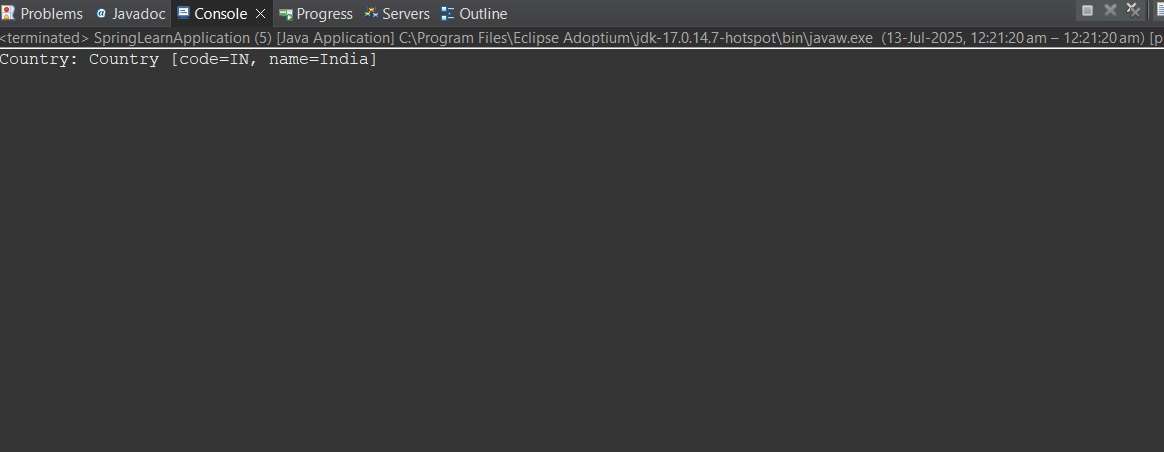 Problems Javadoc Console Progress Servers Outline
<terminated> SpringLearnApplication (5) [Java Application] C:\Program Files\Eclipse Adoptium\jdk-17.0.14.7-hotspot\bin\javaw.exe (13-Jul-2025, 12:21:20 am – 12:21:20 am) [p
Country: Country [code=IN, name=India]